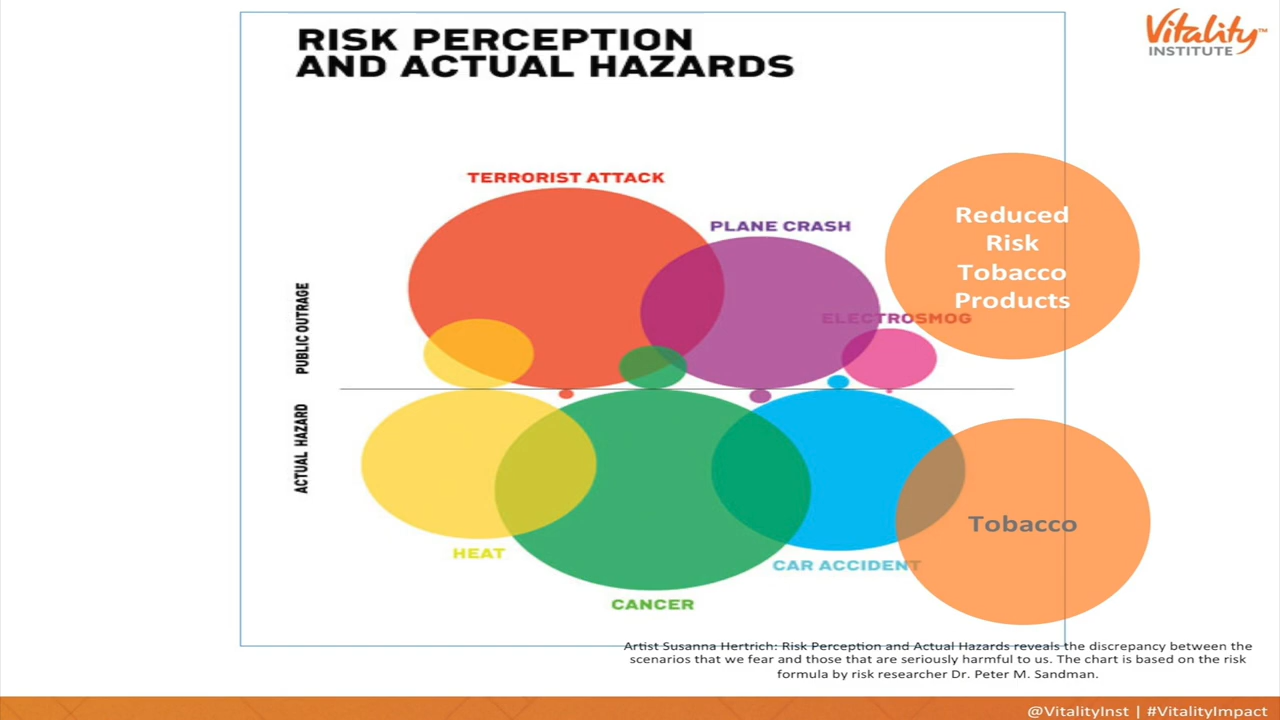 RISK PERCEPTION
AND ACTUAL HAZARDS
Vitality™
INSTITUTE
TERRORIST ATTACK
PLANE CRASH
Reduced
Risk
Tobacco
Products
ELECTROSMOG
PUBLIC OUTRAGE
ACTUAL HAZARD
Tobacco
HEAT
CAR ACCIDENT
CANCER
Artist Susanna Hertrich: Risk Perception and Actual Hazards reveals the discrepancy between the
scenarios that we fear and those that are seriously harmful to us. The chart is based on the risk
formula by risk researcher Dr. Peter M. Sandman.
@VitalityInst | #VitalityImpact